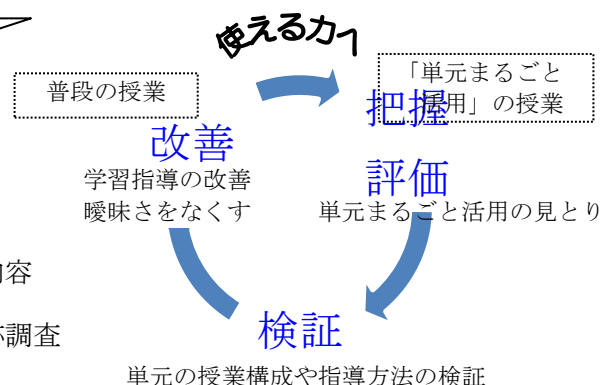 使えるカへ
普段の授業
「単元まるごと
活用」の授業
把握
改善
学習指導の改善
曖昧さをなくす
評価
単元まるごと活用の見とり
内容
調査
検証
単元の授業構成や指導方法の検証